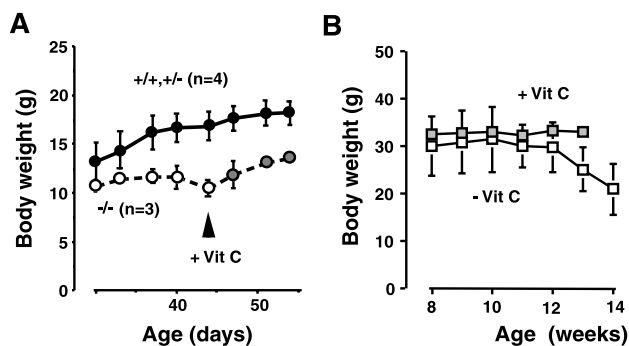 A
Body weight (g)
25
20
15
10
5
0
+/+,+/- (n=4)
-/- (n=3)
+ Vit C
40
50
Age (days)
B
Body weight (g)
50
40
30
20
10
0
+ Vit C
- Vit C
8
10
12
14
Age (weeks)